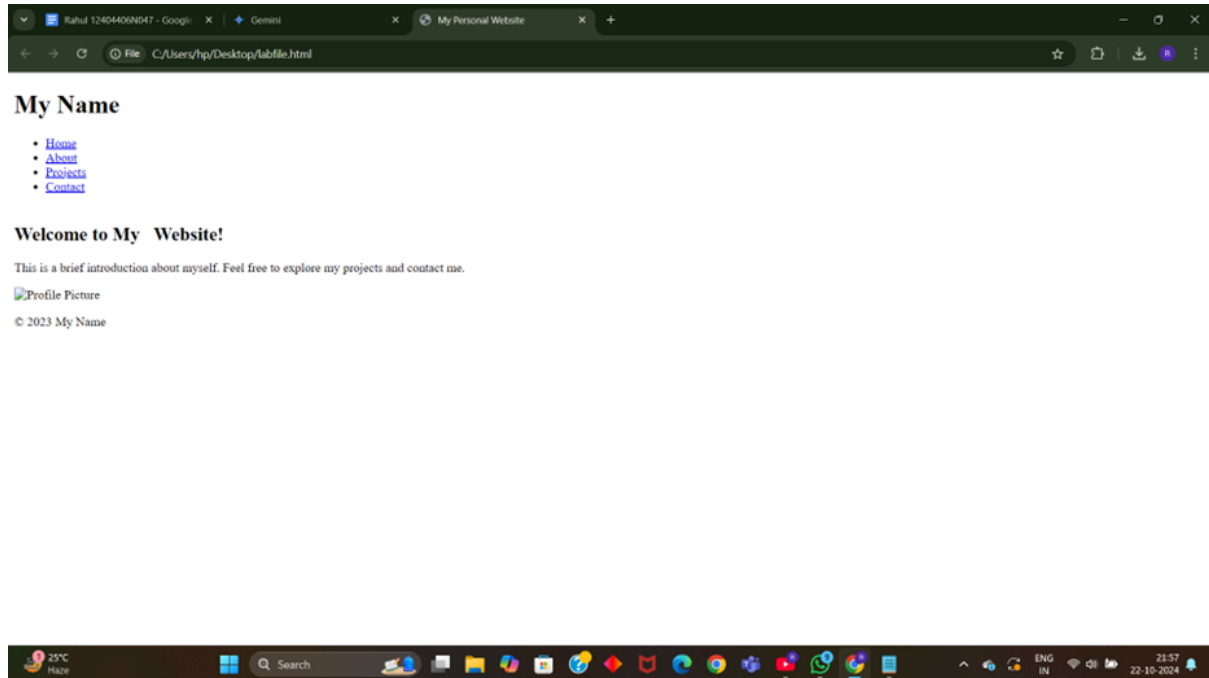 Rahul 12404406N047 - Google
Gemini
My Personal Website
File C:/Users/hp/Desktop/labfile.html
R
My Name
• Home
• About
• Projects
• Contact
Welcome to My   Website!
This is a brief introduction about myself. Feel free to explore my projects and contact me.
Profile Picture
© 2023 My Name
1
25°C
Haze
Search
ENG
IN
21:57
22-10-2024